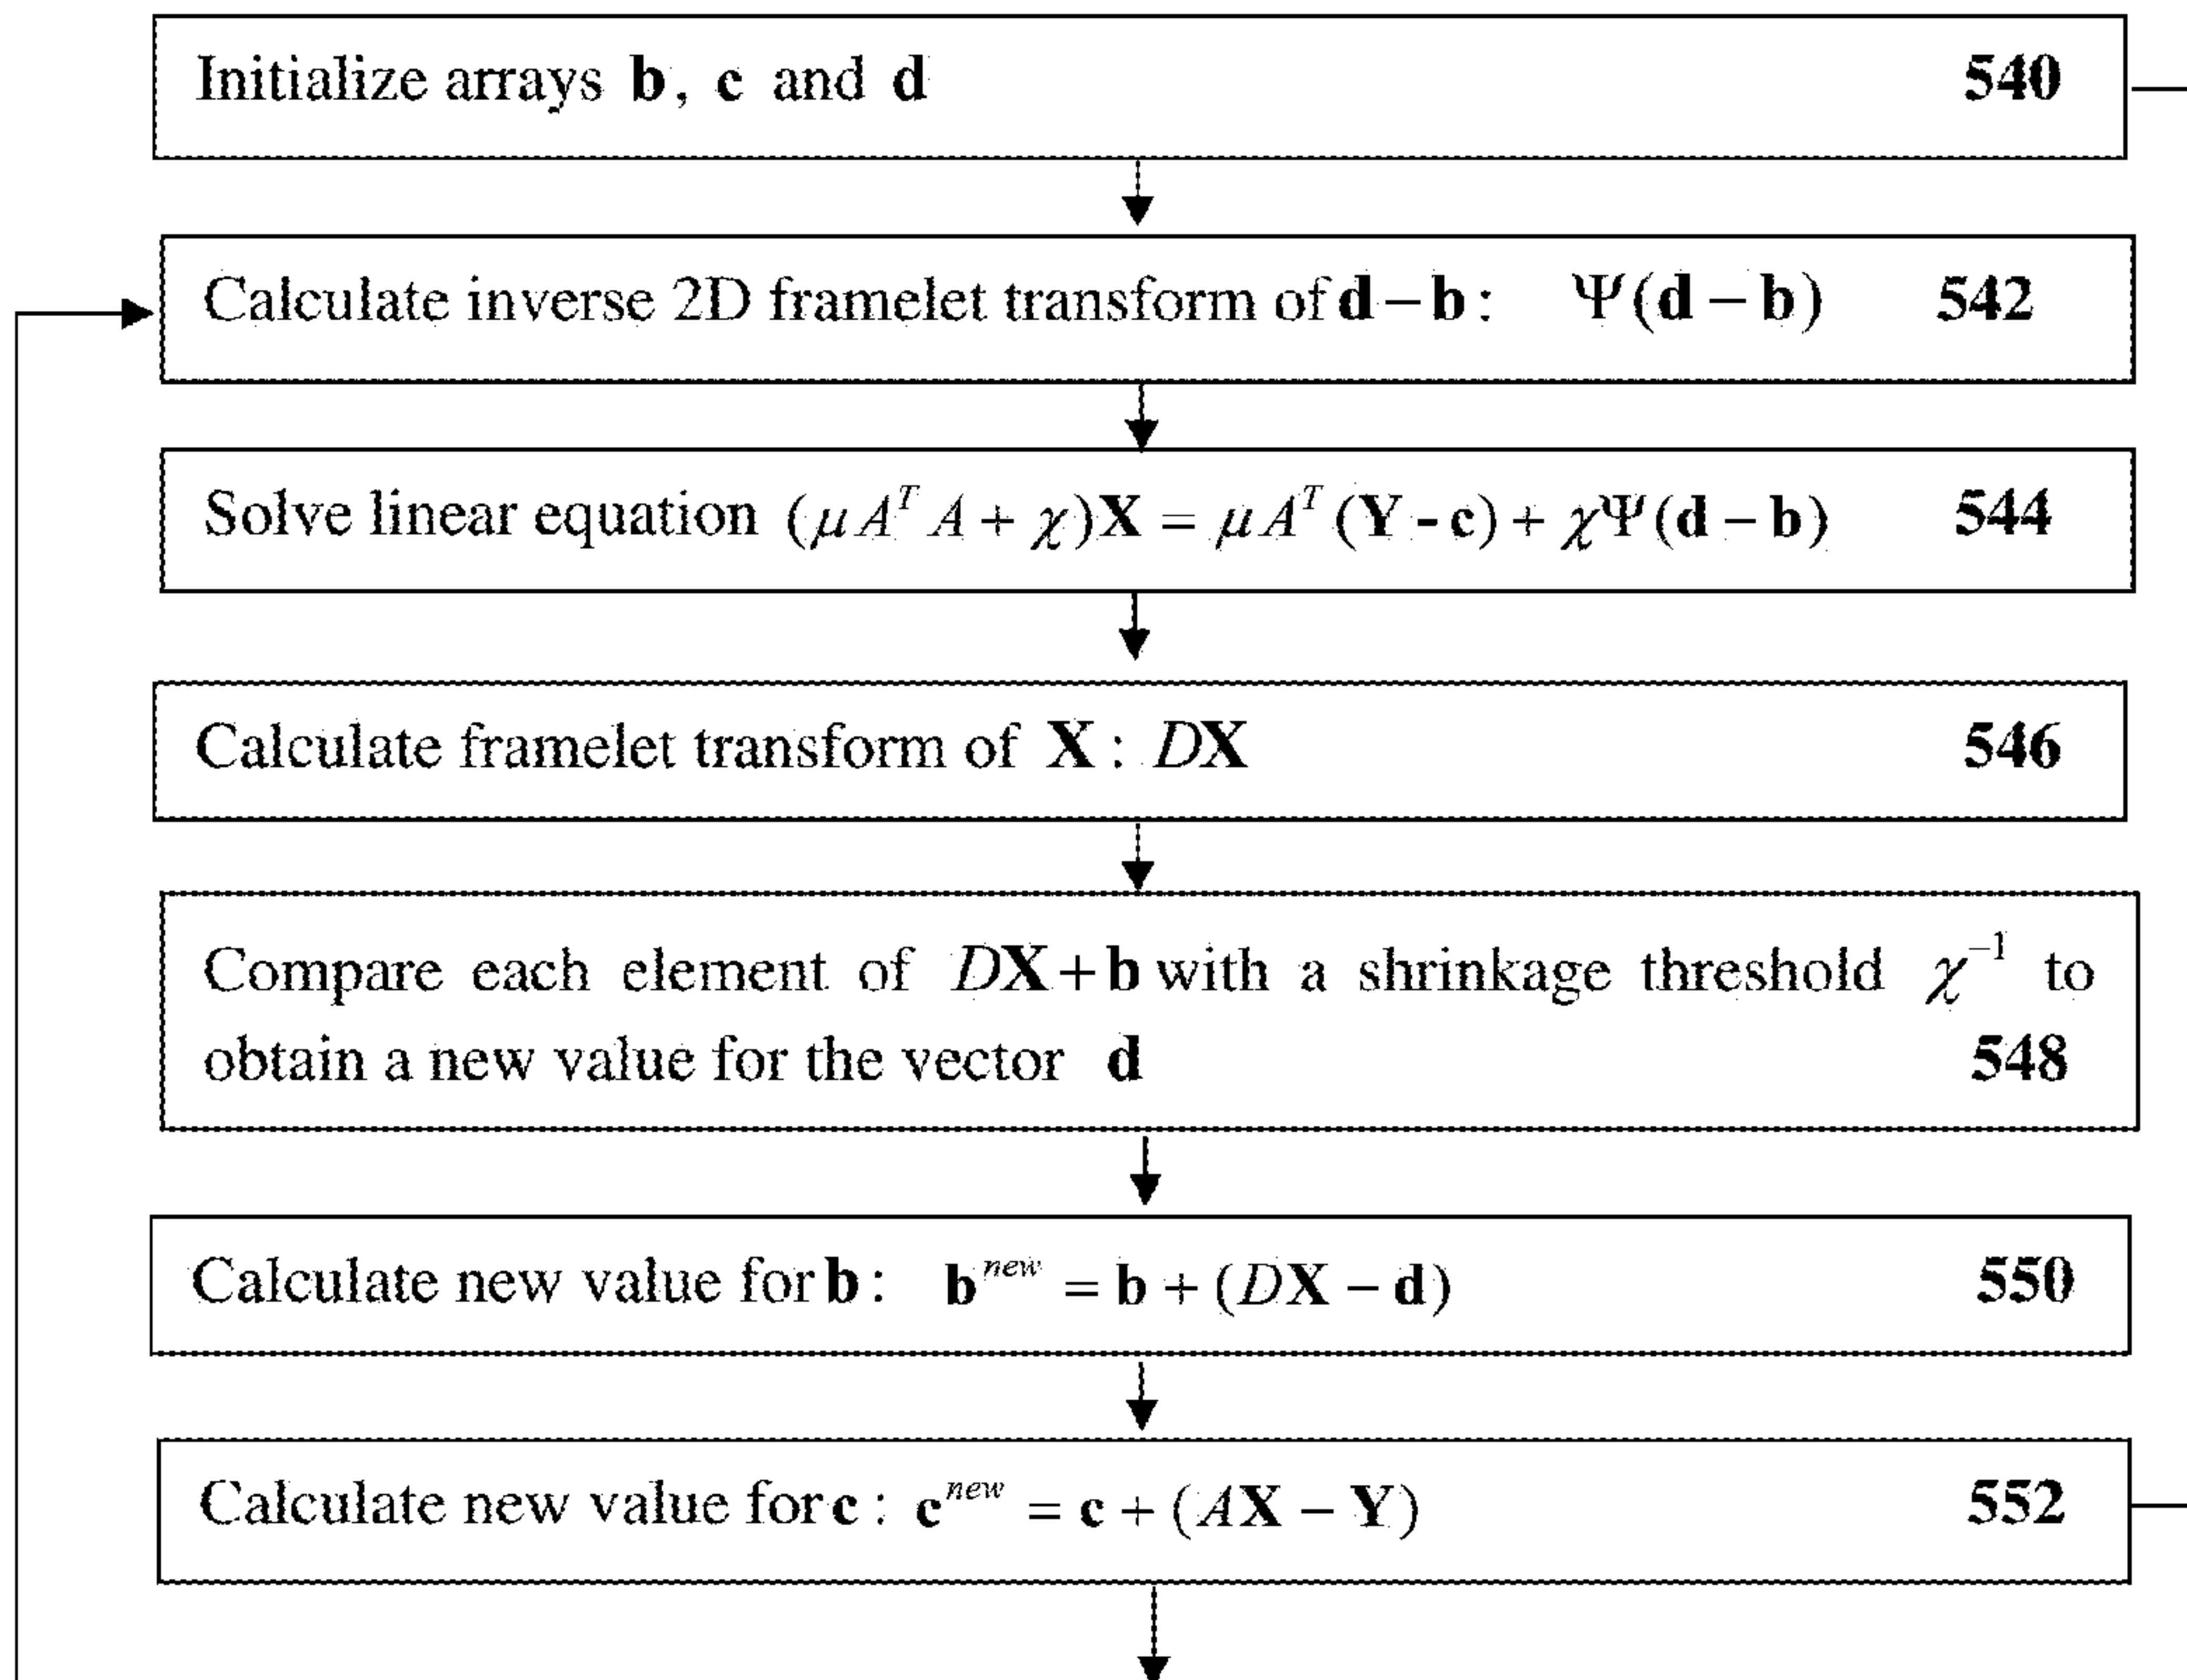 Initialize arrays b, c and d 540
Calculate inverse 2D framelet transform of d − b : Ψ(d − b) 542
Solve linear equation (μA^T A + χ)X = μA^T (Y - c) + χΨ(d − b) 544
Calculate framelet transform of X : DX 546
Compare each element of DX + b with a shrinkage threshold χ^−1 to
obtain a new value for the vector d 548
Calculate new value for b : b^new = b + (DX − d) 550
Calculate new value for c : c^new = c + (AX − Y) 552